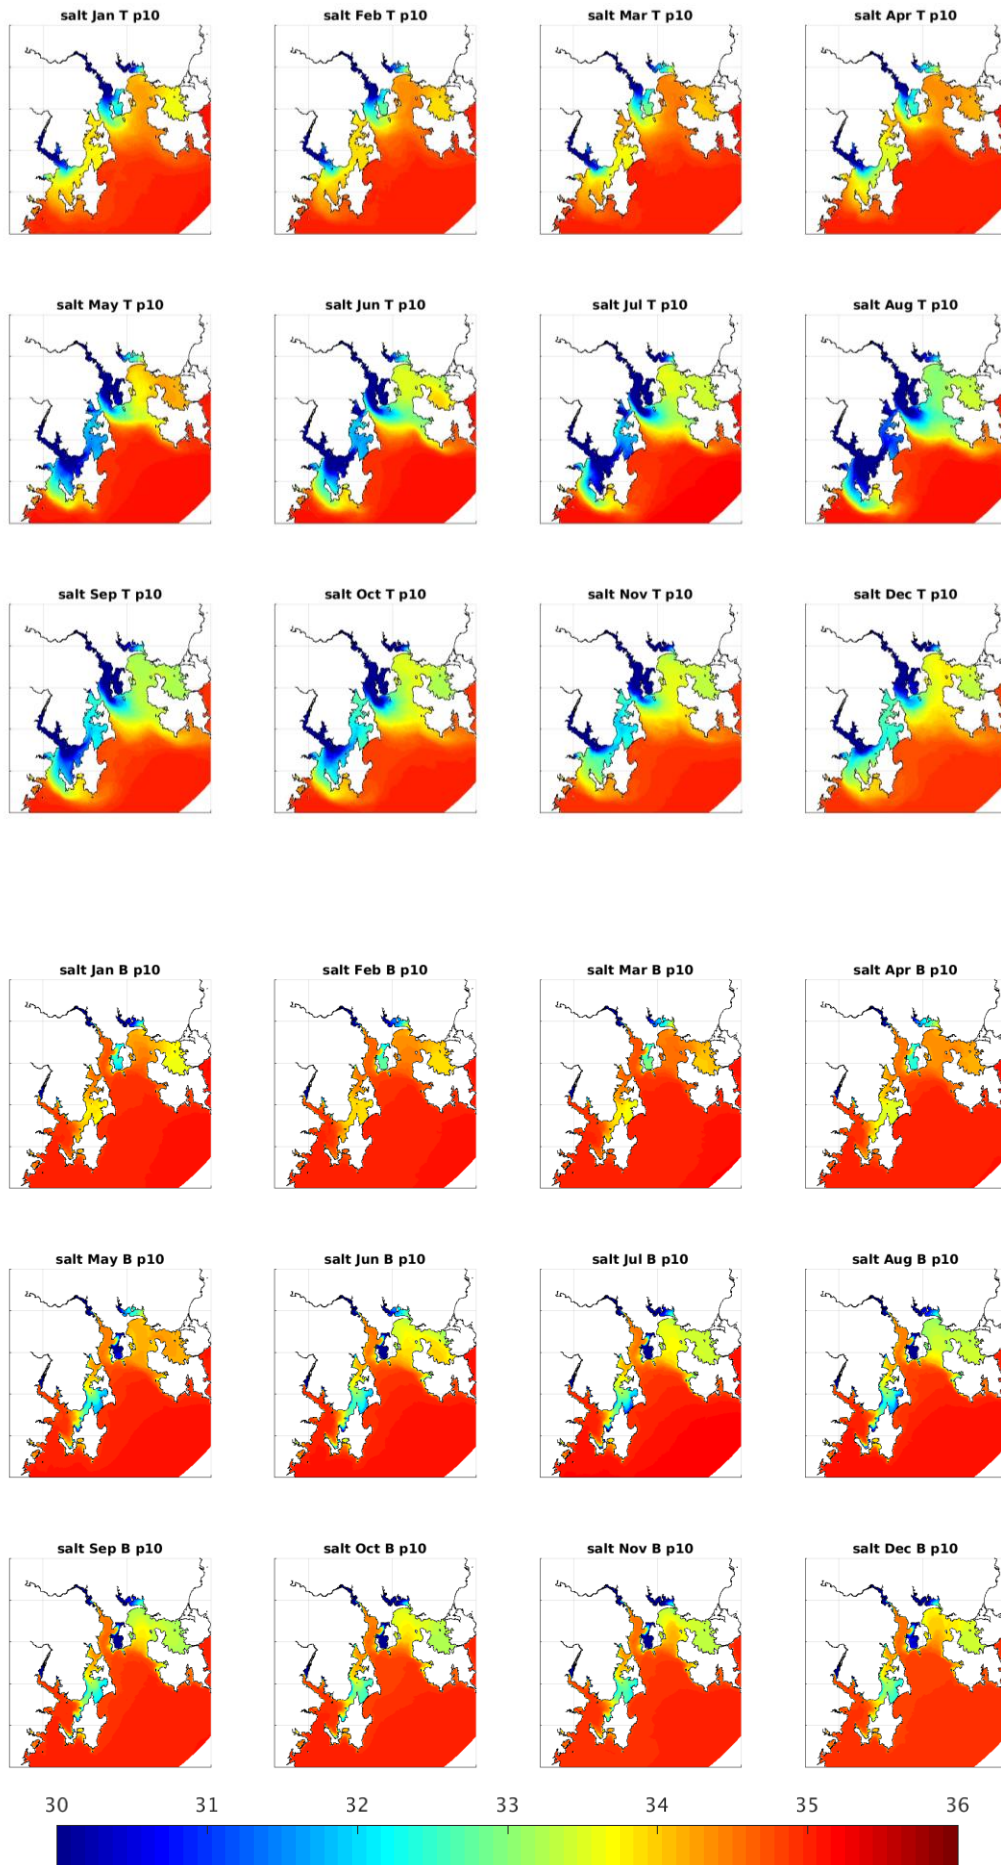 salt Jan T p10 salt Feb T p10 salt Mar T p10 salt Apr T p10
salt May T p10 salt Jun T p10 salt Jul T p10 salt Aug T p10
salt Sep T p10 salt Oct T p10 salt Nov T p10 salt Dec T p10
salt Jan B p10 salt Feb B p10 salt Mar B p10 salt Apr B p10
salt May B p10 salt Jun B p10 salt Jul B p10 salt Aug B p10
salt Sep B p10 salt Oct B p10 salt Nov B p10 salt Dec B p10
30 31 32 33 34 35 36